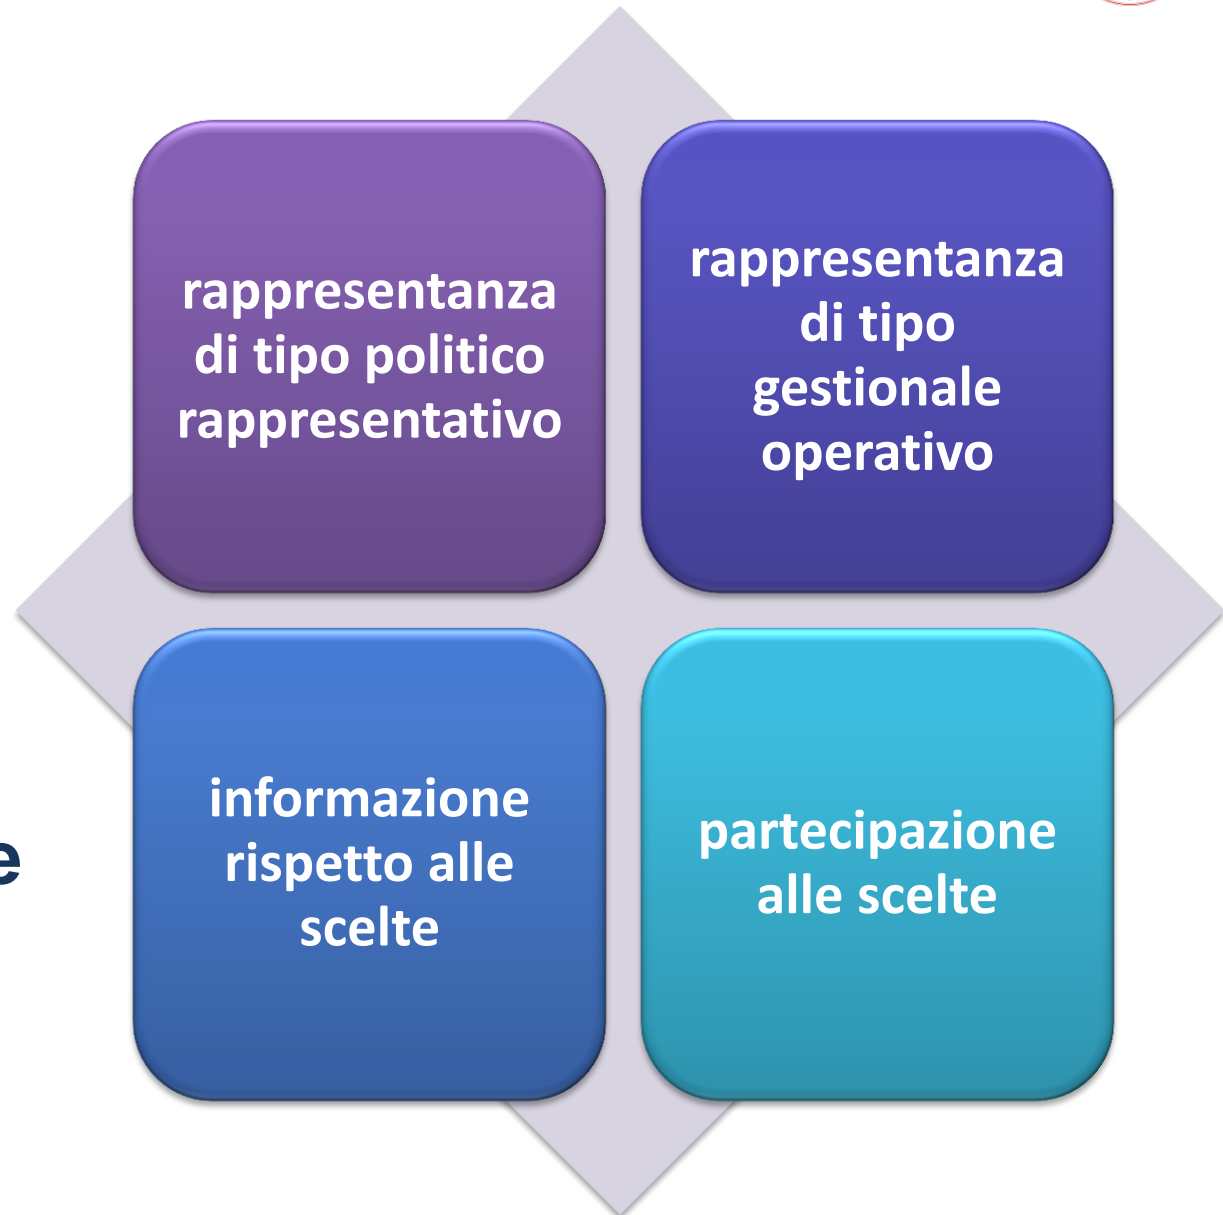 rappresentanza
di tipo politico
rappresentativo
rappresentanza
di tipo
gestionale
operativo
informazione
rispetto alle
scelte
partecipazione
alle scelte
e